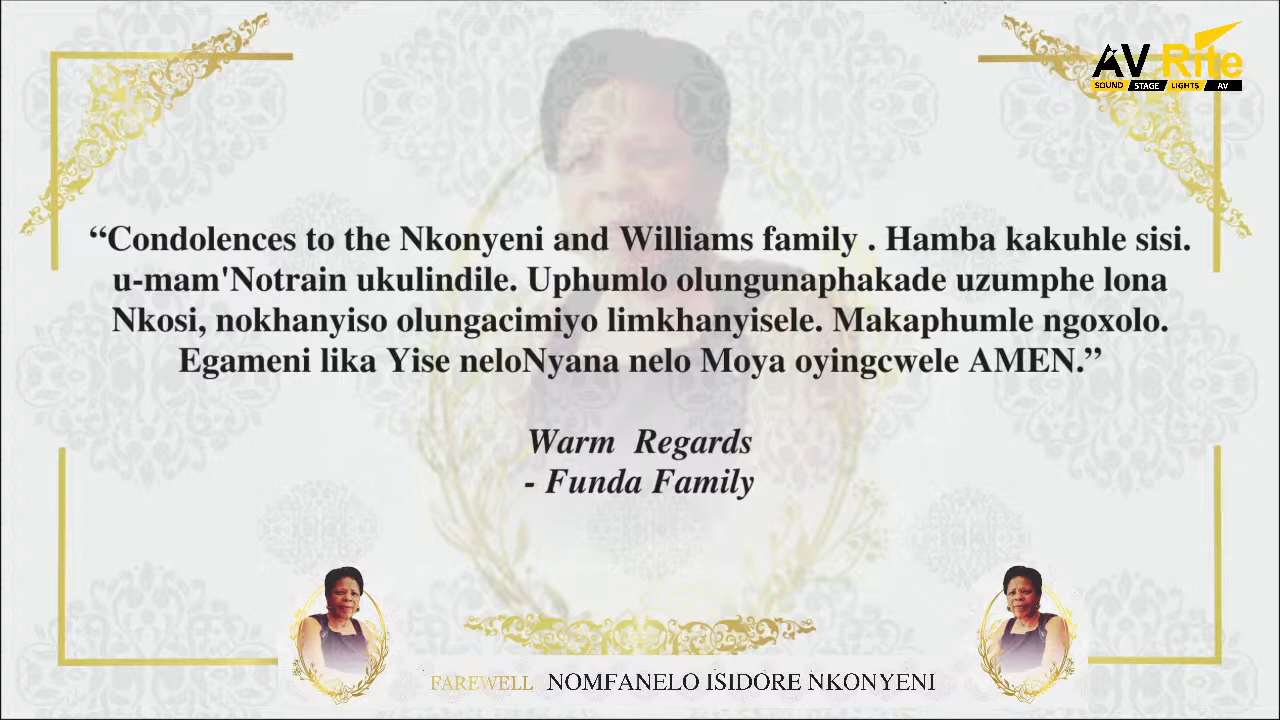 AV Rite
SOUND STAGE LIGHTS AV
“Condolences to the Nkonyeni and Williams family . Hamba kakuhle sisi.
u-mam'Notrain ukulindile. Uphumlo olungunaphakade uzumphe lona
Nkosi, nokhanyiso olungacimiyo limkhanyisele. Makaphumle ngoxolo.
Egameni lika Yise neloNyana nelo Moya oyingcwele AMEN.”
Warm  Regards
- Funda Family
FAREWELL NOMFANELO ISIDORE NKONYENI